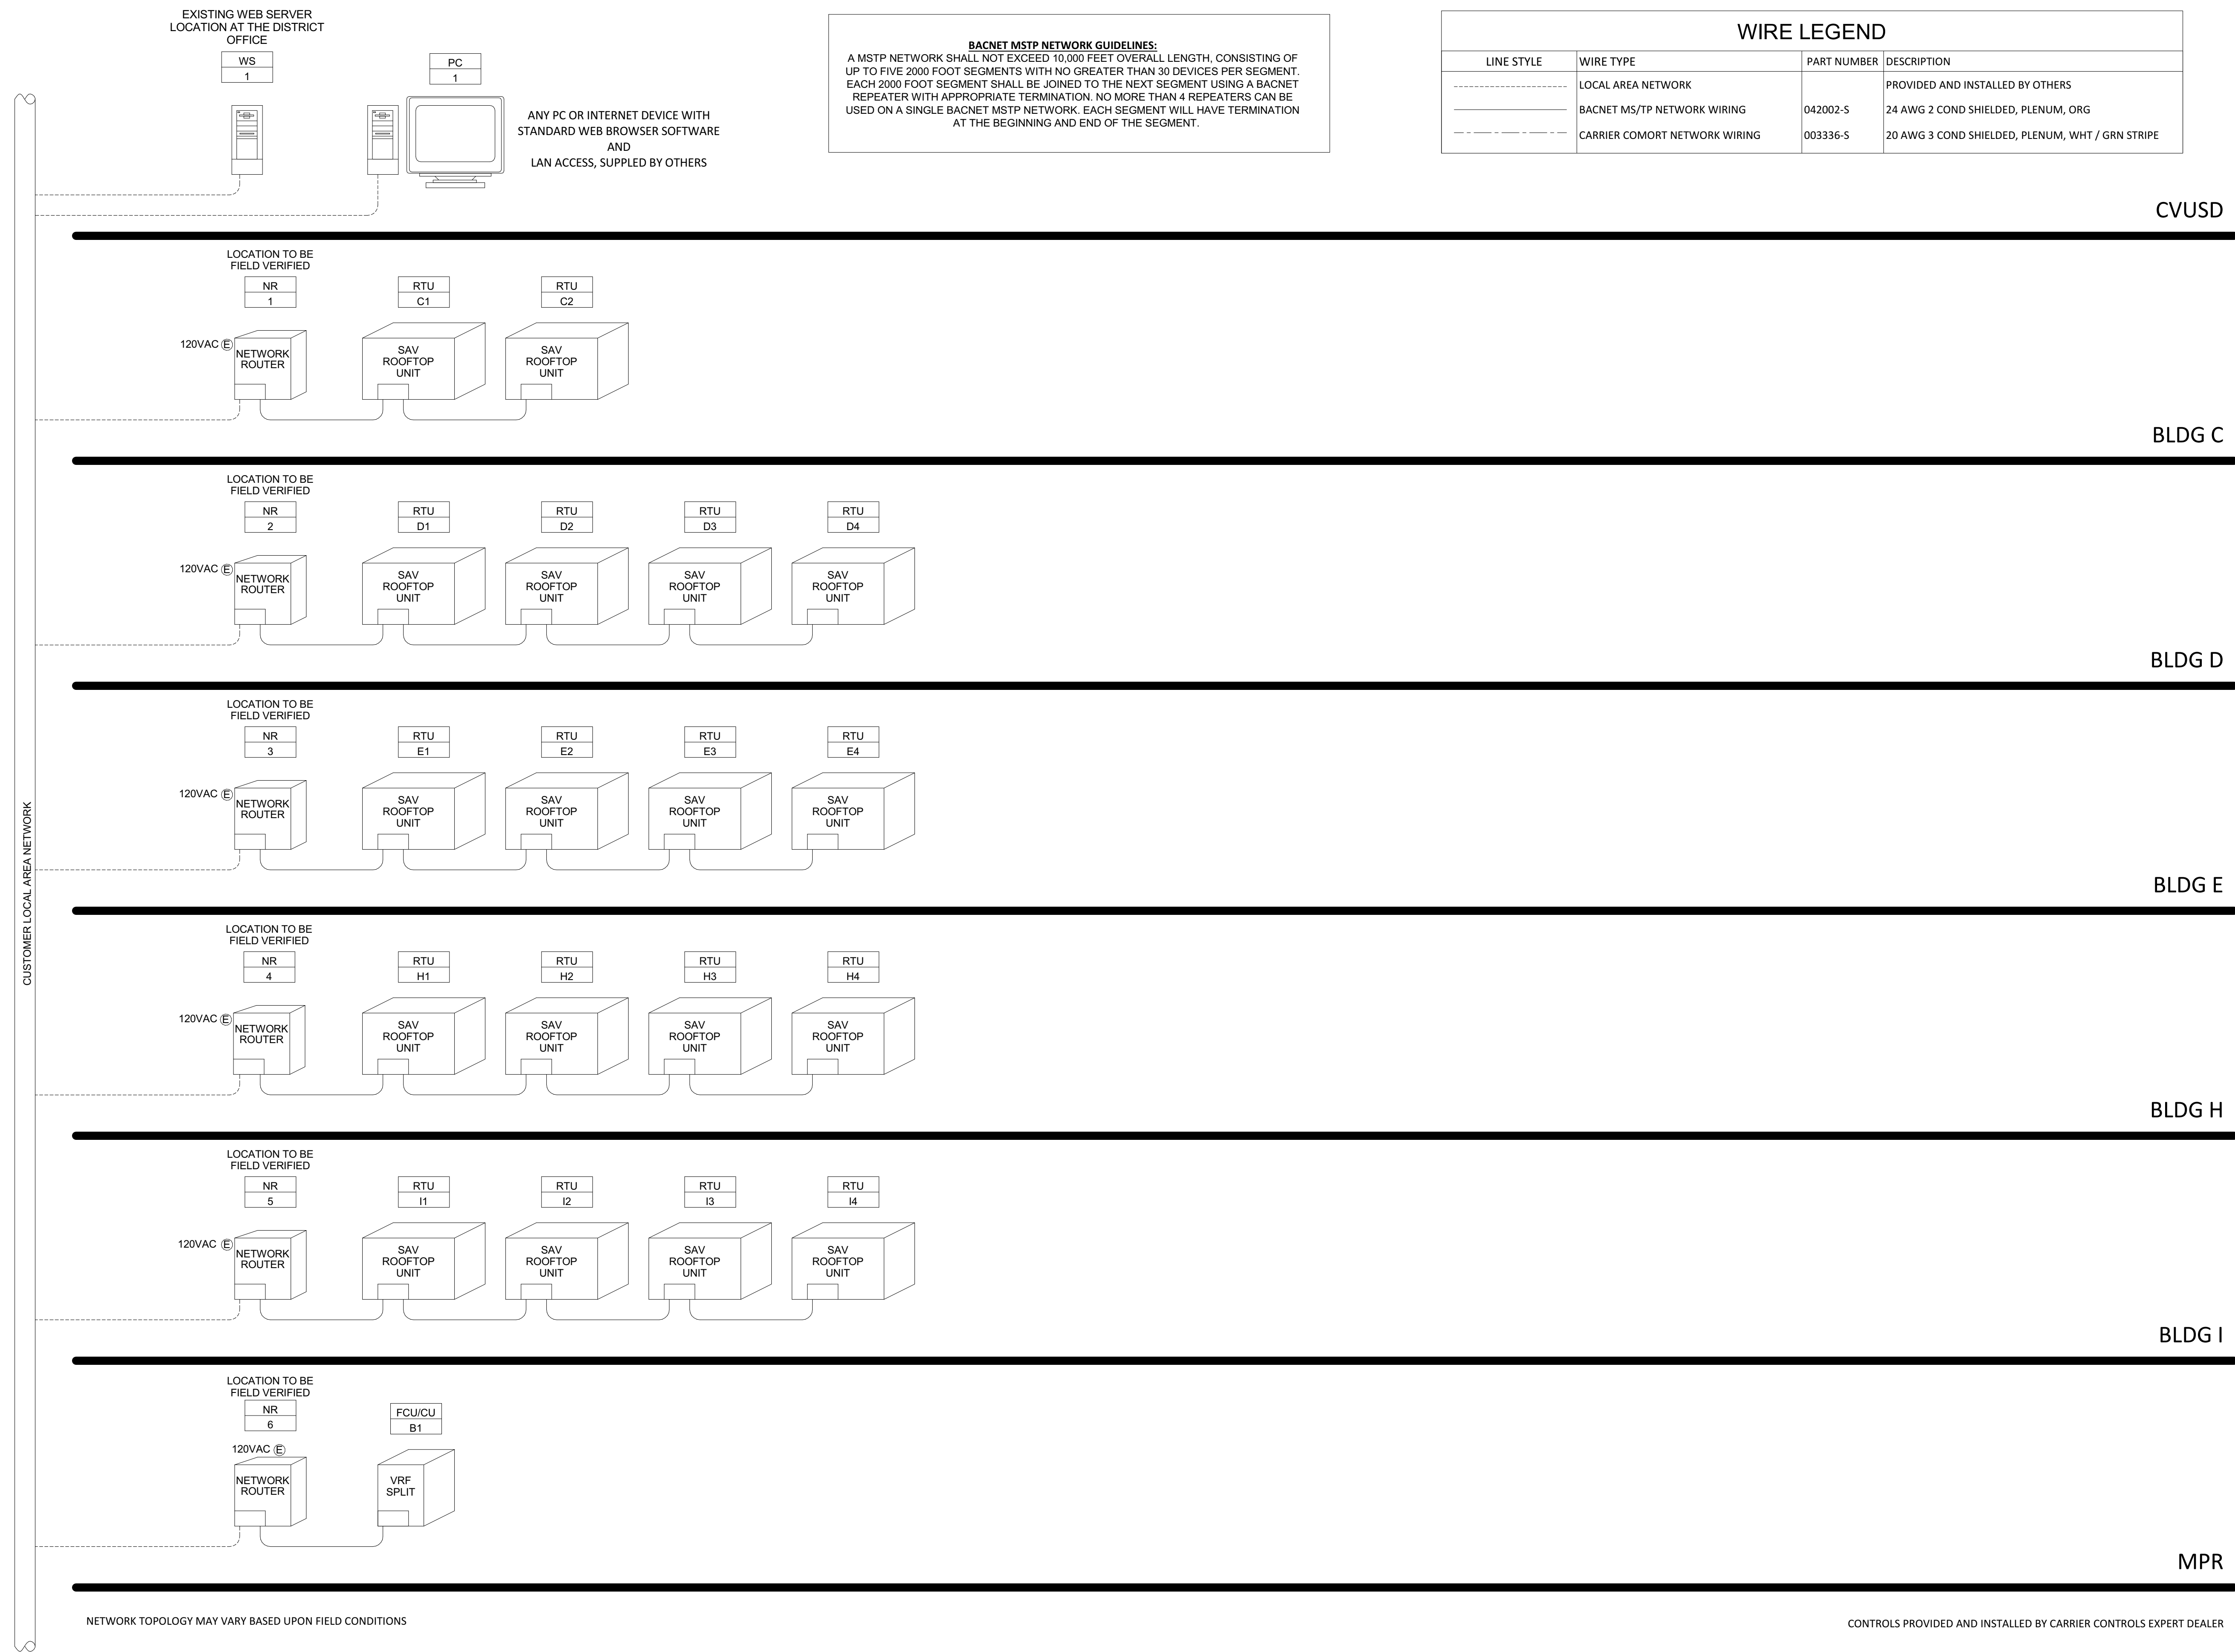 EXISTING WEB SERVER
LOCATION AT THE DISTRICT
OFFICE
WS
1
PC
1
ANY PC OR INTERNET DEVICE WITH
STANDARD WEB BROWSER SOFTWARE
AND
LAN ACCESS, SUPPLED BY OTHERS
BACNET MSTP NETWORK GUIDELINES:
A MSTP NETWORK SHALL NOT EXCEED 10,000 FEET OVERALL LENGTH, CONSISTING OF
UP TO FIVE 2000 FOOT SEGMENTS WITH NO GREATER THAN 30 DEVICES PER SEGMENT.
EACH 2000 FOOT SEGMENT SHALL BE JOINED TO THE NEXT SEGMENT USING A BACNET
REPEATER WITH APPROPRIATE TERMINATION. NO MORE THAN 4 REPEATERS CAN BE
USED ON A SINGLE BACNET MSTP NETWORK. EACH SEGMENT WILL HAVE TERMINATION
AT THE BEGINNING AND END OF THE SEGMENT.
WIRE LEGEND
LINE STYLE WIRE TYPE PART NUMBER DESCRIPTION
LOCAL AREA NETWORK PROVIDED AND INSTALLED BY OTHERS
BACNET MS/TP NETWORK WIRING 042002-S 24 AWG 2 COND SHIELDED, PLENUM, ORG
CARRIER COMORT NETWORK WIRING 003336-S 20 AWG 3 COND SHIELDED, PLENUM, WHT / GRN STRIPE
CVUSD
CUSTOMER LOCAL AREA NETWORK
LOCATION TO BE
FIELD VERIFIED
NR
1
RTU
C1
RTU
C2
120VAC E
NETWORK
ROUTER
SAV
ROOFTOP
UNIT
SAV
ROOFTOP
UNIT
BLDG C
LOCATION TO BE
FIELD VERIFIED
NR
2
RTU
D1
RTU
D2
RTU
D3
RTU
D4
120VAC E
NETWORK
ROUTER
SAV
ROOFTOP
UNIT
SAV
ROOFTOP
UNIT
SAV
ROOFTOP
UNIT
SAV
ROOFTOP
UNIT
BLDG D
LOCATION TO BE
FIELD VERIFIED
NR
3
RTU
E1
RTU
E2
RTU
E3
RTU
E4
120VAC E
NETWORK
ROUTER
SAV
ROOFTOP
UNIT
SAV
ROOFTOP
UNIT
SAV
ROOFTOP
UNIT
SAV
ROOFTOP
UNIT
BLDG E
LOCATION TO BE
FIELD VERIFIED
NR
4
RTU
H1
RTU
H2
RTU
H3
RTU
H4
120VAC E
NETWORK
ROUTER
SAV
ROOFTOP
UNIT
SAV
ROOFTOP
UNIT
SAV
ROOFTOP
UNIT
SAV
ROOFTOP
UNIT
BLDG H
LOCATION TO BE
FIELD VERIFIED
NR
5
RTU
I1
RTU
I2
RTU
I3
RTU
I4
120VAC E
NETWORK
ROUTER
SAV
ROOFTOP
UNIT
SAV
ROOFTOP
UNIT
SAV
ROOFTOP
UNIT
SAV
ROOFTOP
UNIT
BLDG I
LOCATION TO BE
FIELD VERIFIED
NR
6
FCU/CU
B1
120VAC E
NETWORK
ROUTER
VRF
SPLIT
MPR
NETWORK TOPOLOGY MAY VARY BASED UPON FIELD CONDITIONS
CONTROLS PROVIDED AND INSTALLED BY CARRIER CONTROLS EXPERT DEALER